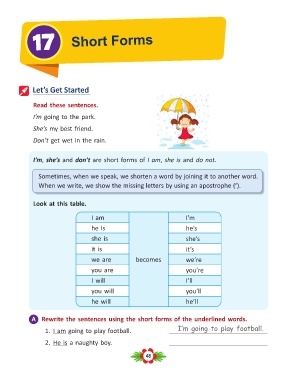 17 Short Forms
Let's Get Started
Read these sentences.
I'm going to the park.
She's my best friend.
Don't get wet in the rain.
I'm, she's and don't are short forms of I am, she is and do not.
Sometimes, when we speak, we shorten a word by joining it to another word.
When we write, we show the missing letters by using an apostrophe (').
Look at this table.
I am I'm
he is he's
she is she's
it is it's
we are becomes we're
you are you're
I will I'll
you will you'll
he will he'll
A Rewrite the sentences using the short forms of the underlined words.
1. I am going to play football. I'm going to play football.
2. He is a naughty boy.
48